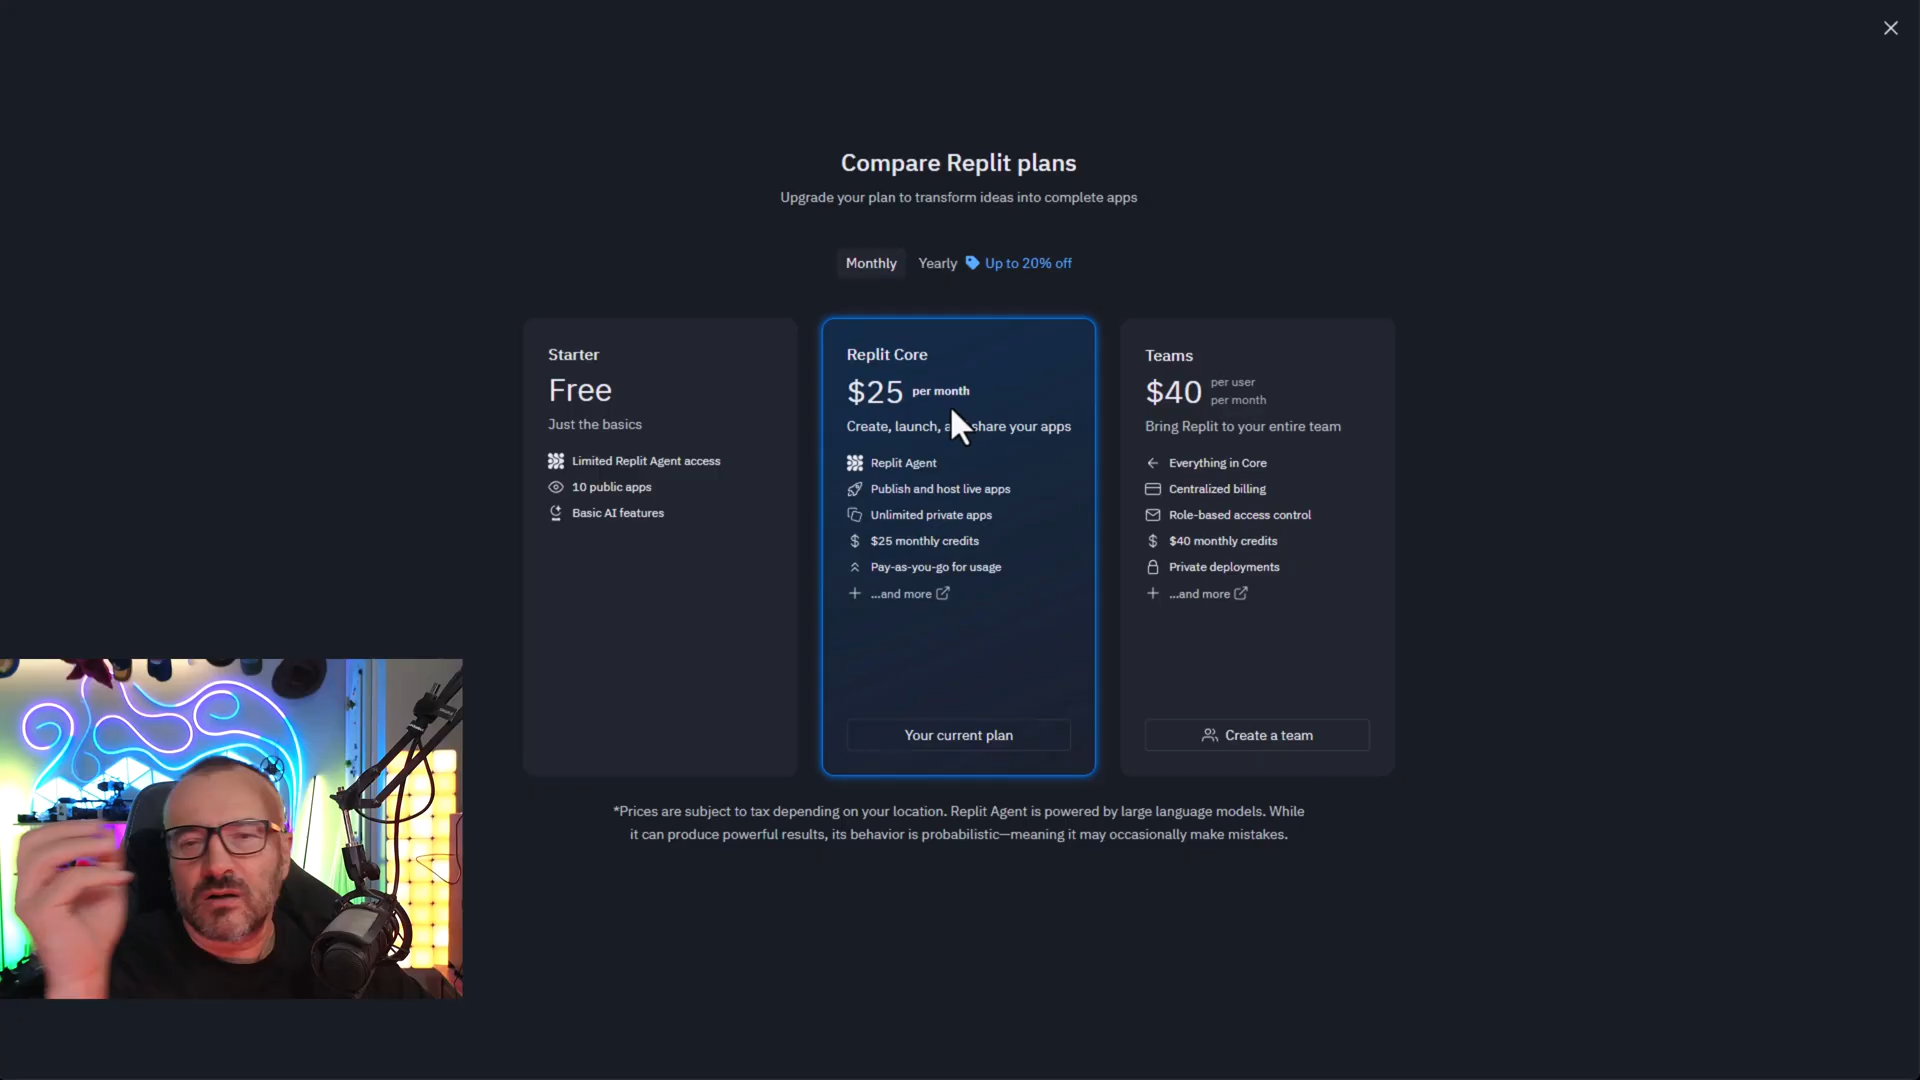 Compare Replit plans
Upgrade your plan to transform ideas into complete apps
Monthly Yearly Up to 20% off
Starter
Free
Just the basics
Limited Replit Agent access
10 public apps
Basic AI features
Replit Core
$25 per month
Create, launch, a share your apps
Replit Agent
Publish and host live apps
Unlimited private apps
$ $25 monthly credits
Pay-as-you-go for usage
+ ...and more
Your current plan
Teams
$40 per user
per month
Bring Replit to your entire team
Everything in Core
Centralized billing
Role-based access control
$ $40 monthly credits
Private deployments
+ ...and more
Create a team
*Prices are subject to tax depending on your location. Replit Agent is powered by large language models. While
it can produce powerful results, its behavior is probabilistic—meaning it may occasionally make mistakes.